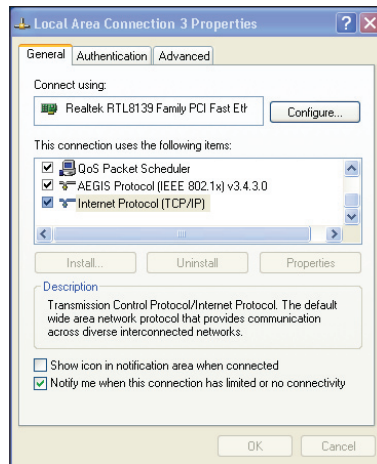 Local Area Connection 3 Properties
General Authentication Advanced
Connect using:
Realtek RTL8139 Family PCI Fast Eth
Configure...
This connection uses the following items:
QoS Packet Scheduler
AEGIS Protocol (IEEE 802.1x) v3.4.3.0
Internet Protocol (TCP/IP)
Install... Uninstall Properties
Description
Transmission Control Protocol/Internet Protocol. The default
wide area network protocol that provides communication
across diverse interconnected networks.
Show icon in notification area when connected
Notify me when this connection has limited or no connectivity
OK Cancel